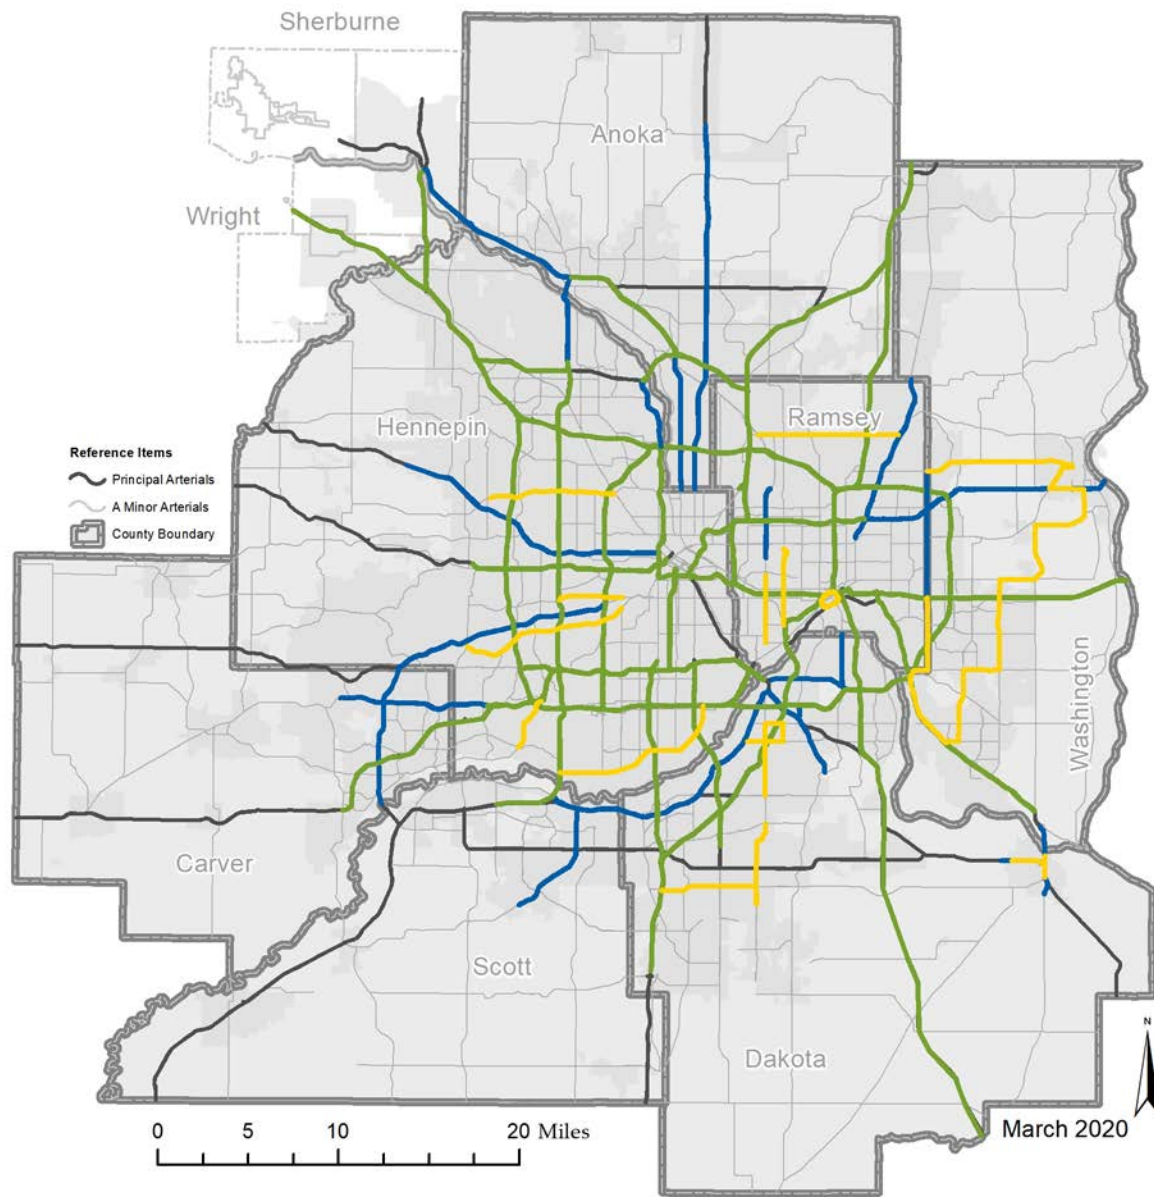 Sherburne
Anoka
Wright
Hennepin
Ramsey
Reference Items
Principal Arterials
A Minor Arterials
County Boundary
Washington
Carver
Scott
Dakota
N
March 2020
0 5 10 20 Miles